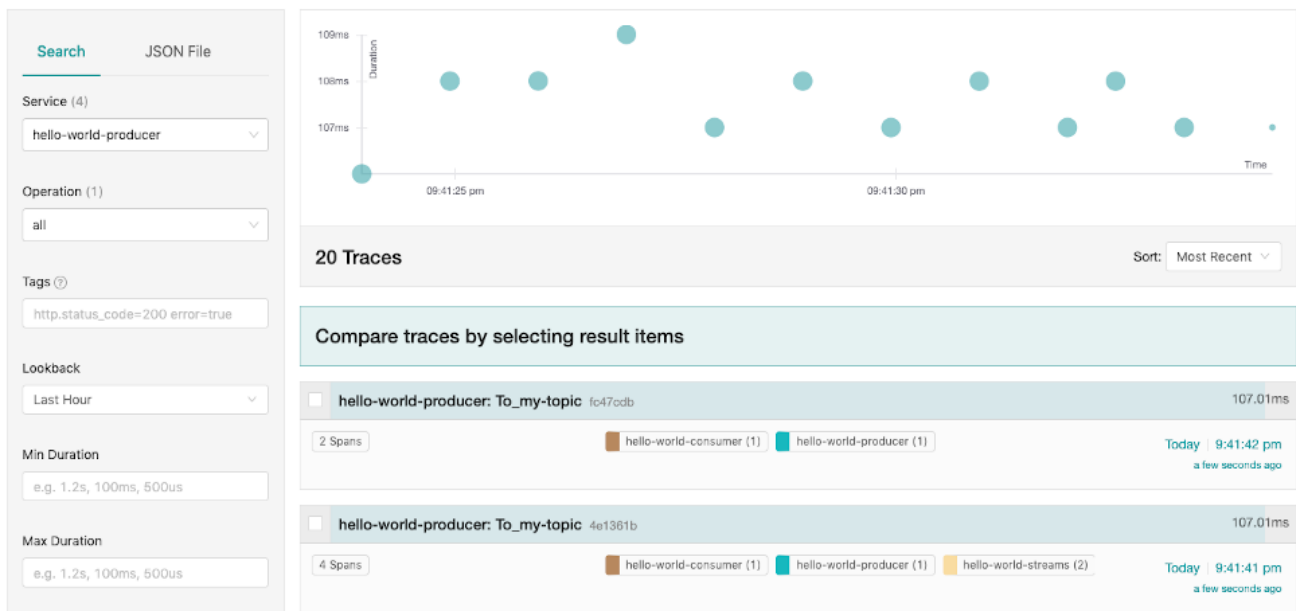 Search JSON File
Service (4)
hello-world-producer
Operation (1)
all
Tags ?
http.status_code=200 error=true
Lookback
Last Hour
Min Duration
e.g. 1.2s, 100ms, 500us
Max Duration
e.g. 1.2s, 100ms, 500us
109ms
108ms
107ms
Duration
Time
09:41:25 pm 09:41:30 pm
20 Traces
Sort: Most Recent
Compare traces by selecting result items
hello-world-producer: To_my-topic fc47cdb 107.01ms
2 Spans hello-world-consumer (1) hello-world-producer (1) Today 9:41:42 pm
a few seconds ago
hello-world-producer: To_my-topic 4e1361b 107.01ms
4 Spans hello-world-consumer (1) hello-world-producer (1) hello-world-streams (2) Today 9:41:41 pm
a few seconds ago